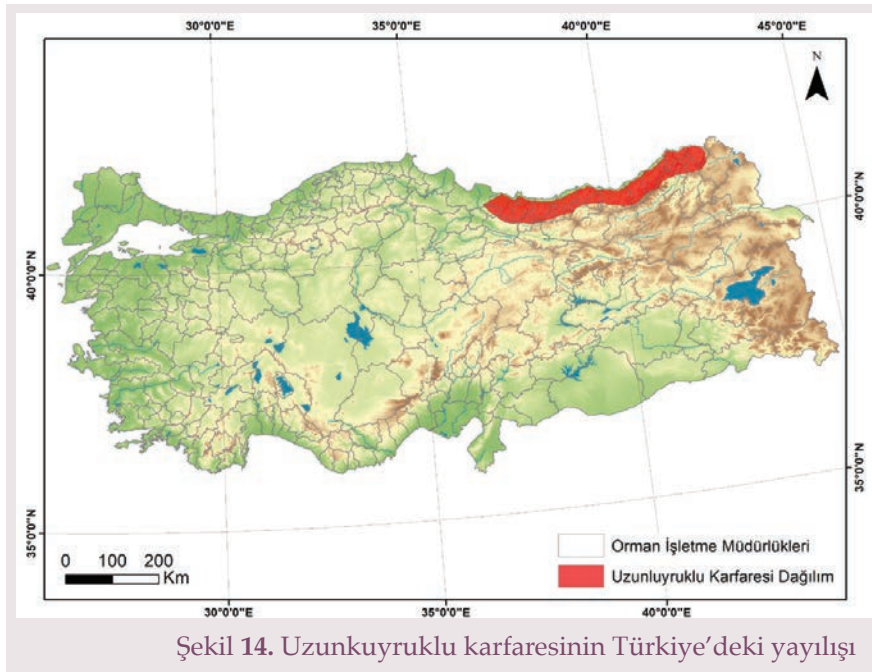 30°0'0"E 35°0'0"E 40°0'0"E 45°0'0"E
N
40°0'0"N
40°0'0"N
35°0'0"N
35°0'0"N
0 100 200
Km
Orman İşletme Müdürlükleri
Uzunluyruklu Karfaresi Dağılım
30°0'0"E 35°0'0"E 40°0'0"E
Şekil 14. Uzunkuyruklu karfaresinin Türkiye'deki yayılışı